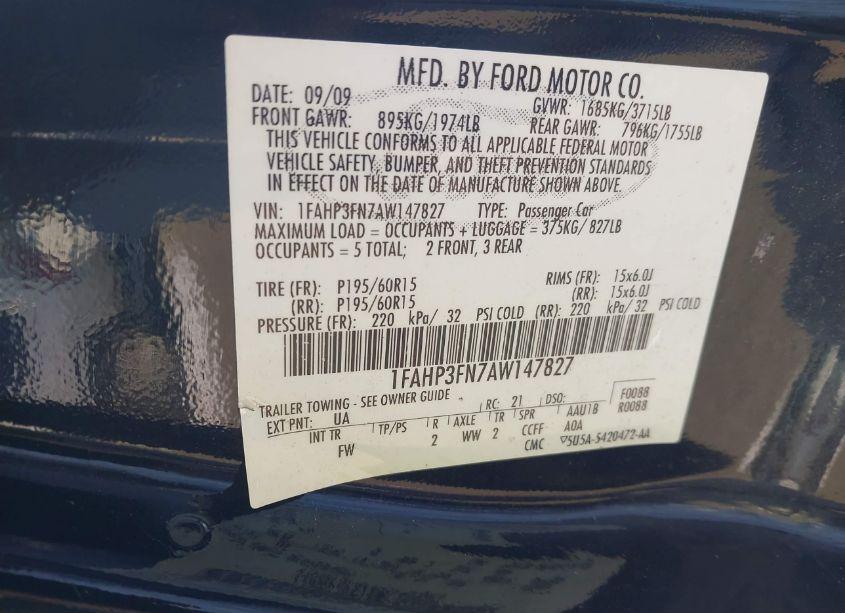 MFD. BY FORD MOTOR CO.
DATE: 09/09 GVWR: 1685KG/3715LB
FRONT GAWR: 895KG/1974LB REAR GAWR: 796KG/1755LB
THIS VEHICLE CONFORMS TO ALL APPLICABLE FEDERAL MOTOR
VEHICLE SAFETY, BUMPER, AND THEFT PREVENTION STANDARDS
IN EFFECT ON THE DATE OF MANUFACTURE SHOWN ABOVE.
VIN: 1FAHP3FN7AW147827 TYPE: Passenger Car
MAXIMUM LOAD = OCCUPANTS + LUGGAGE = 375KG/ 827LB
OCCUPANTS = 5 TOTAL; 2 FRONT, 3 REAR
TIRE (FR): P195/60R15 RIMS (FR): 15x6.0J
(RR): P195/60R15 (RR): 15x6.0J
PRESSURE (FR): 220 kPa/ 32 PSI COLD (RR): 220 kPa/ 32 PSI COLD
1FAHP3FN7AW147827
TRAILER TOWING - SEE OWNER GUIDE
EXT PNT: UA RC: 21 DSO: F0088
INT TR TP/PS R AXLE TR SPR AAU1B R0088
FW 2 WW 2 CCFF AOA
CMC 5U5A-5420472-AA